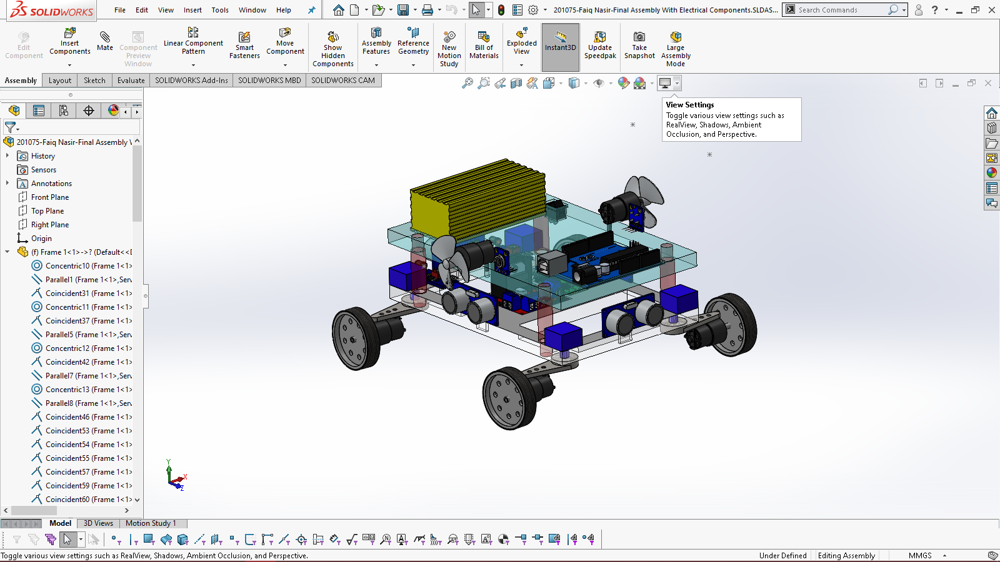 SOLIDWORKS
File Edit View Insert Tools Window Help
201075-Faiq Nasir-Final Assembly With Electrical Components.SLDAS...
Search Commands
?
Edit Component
Insert Components
Mate
Component Preview Window
Linear Component Pattern
Smart Fasteners
Move Component
Show Hidden Components
Assembly Features
Reference Geometry
New Motion Study
Bill of Materials
Exploded View
Instant3D
Update Speedpak
Take Snapshot
Large Assembly Mode
Assembly Layout Sketch Evaluate SOLIDWORKS Add-Ins SOLIDWORKS MBD SOLIDWORKS CAM
View Settings
Toggle various view settings such as
RealView, Shadows, Ambient
Occlusion, and Perspective.
201075-Faiq Nasir-Final Assembly
History
Sensors
Annotations
Front Plane
Top Plane
Right Plane
Origin
(f) Frame 1<1>->? (Default<<
Concentric10 (Frame 1<1>
Parallel1 (Frame 1<1>,Serv
Coincident31 (Frame 1<1>
Concentric11 (Frame 1<1>
Coincident37 (Frame 1<1>
Parallel5 (Frame 1<1>,Serv
Concentric12 (Frame 1<1>
Coincident42 (Frame 1<1>
Parallel7 (Frame 1<1>,Serv
Concentric13 (Frame 1<1>
Parallel8 (Frame 1<1>,Serv
Coincident46 (Frame 1<1>
Coincident53 (Frame 1<1>
Coincident54 (Frame 1<1>
Coincident55 (Frame 1<1>
Coincident57 (Frame 1<1>
Coincident59 (Frame 1<1>
Coincident60 (Frame 1<1>
Y
X
Z
Model 3D Views Motion Study 1
Toggle various view settings such as RealView, Shadows, Ambient Occlusion, and Perspective.
Under Defined Editing Assembly MMGS